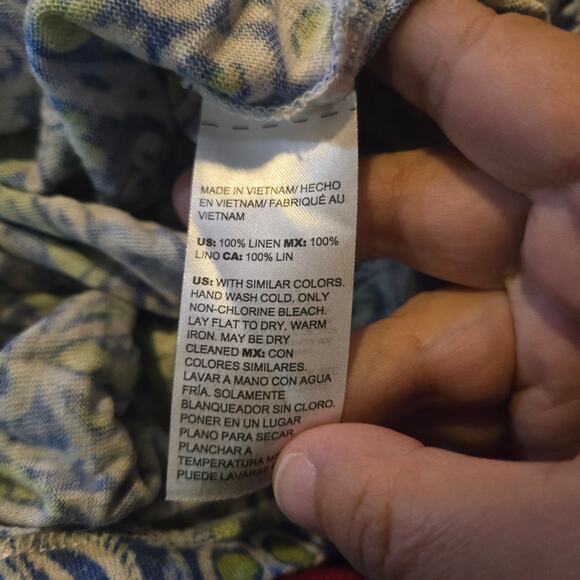 MADE IN VIETNAM/ HECHO
EN VIETNAM/ FABRIQUÉ AU
VIETNAM
US: 100% LINEN MX: 100%
LINO CA: 100% LIN
US: WITH SIMILAR COLORS.
HAND WASH COLD. ONLY
NON-CHLORINE BLEACH.
LAY FLAT TO DRY. WARM
IRON. MAY BE DRY
CLEANED MX: CON
COLORES SIMILARES.
LAVAR A MANO CON AGUA
FRÍA. SOLAMENTE
BLANQUEADOR SIN CLORO.
PONER EN UN LUGAR
PLANO PARA SECAR.
PLANCHAR A
TEMPERATURA
PUEDE